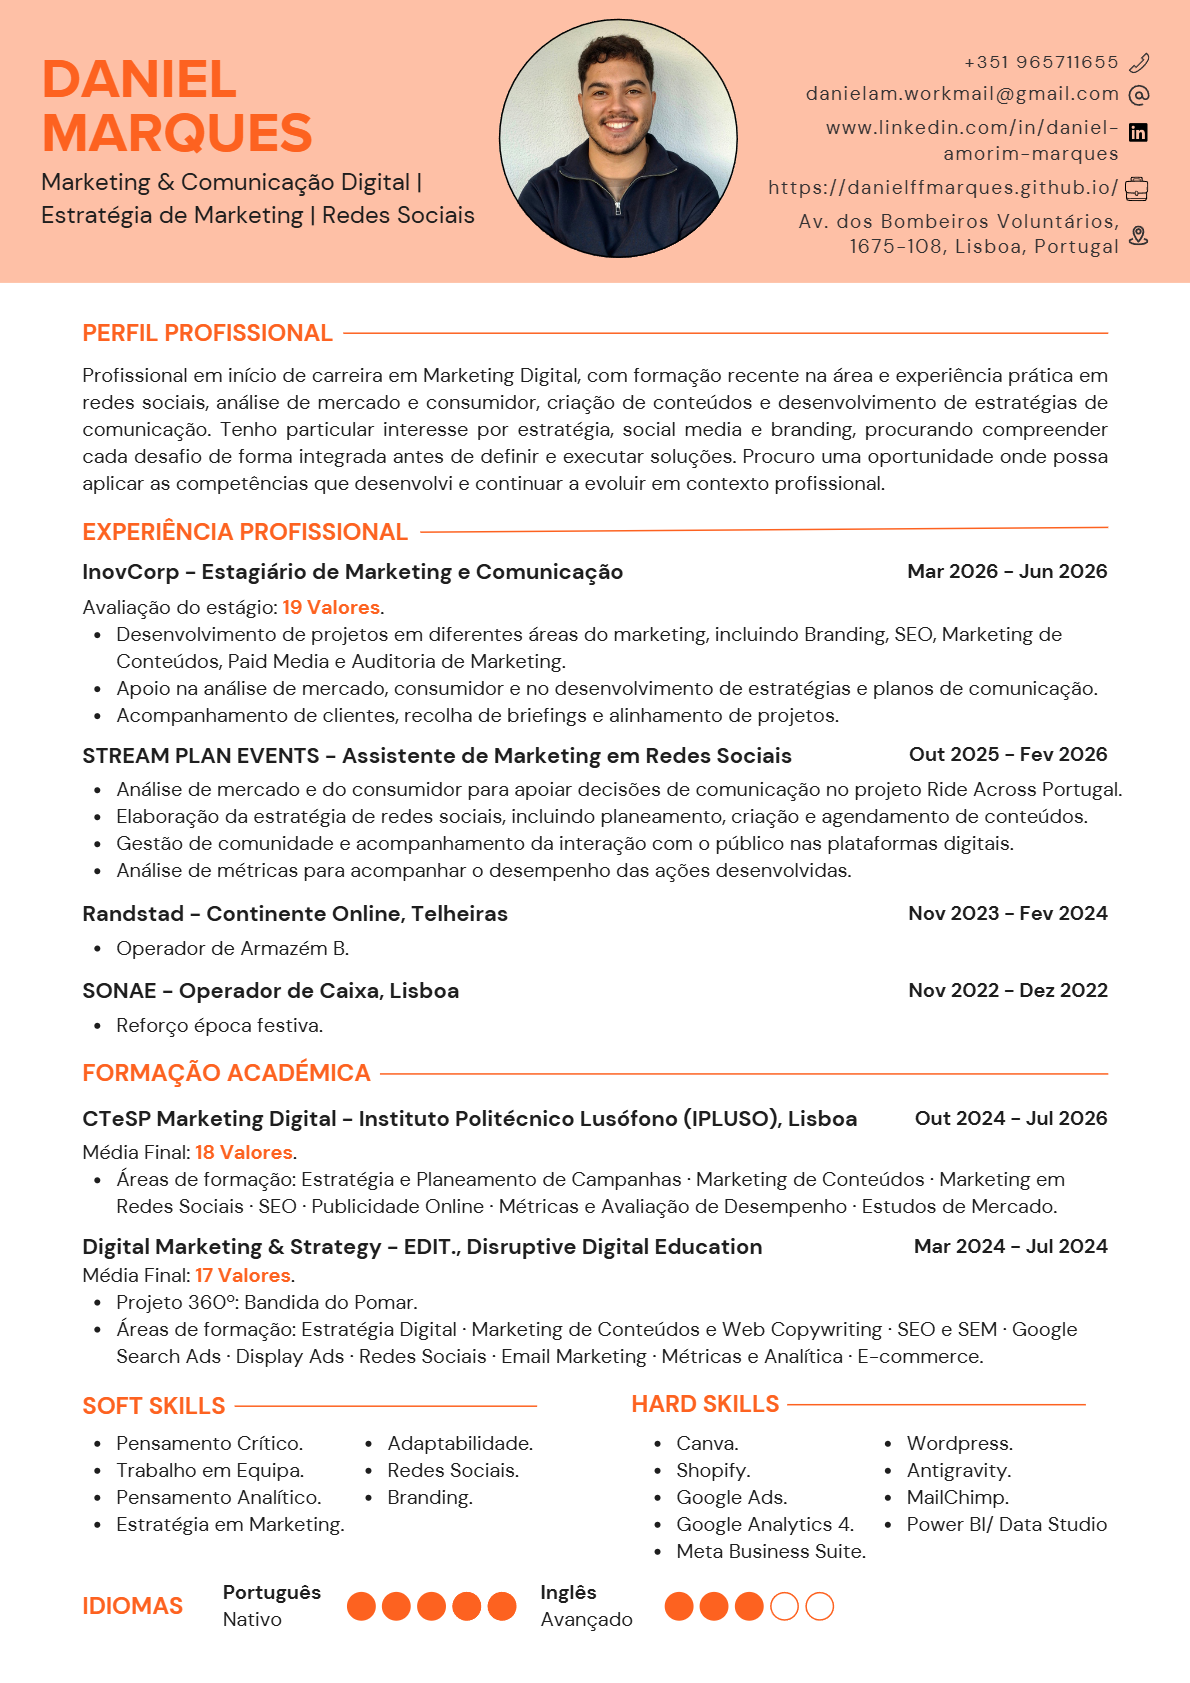 DANIEL
MARQUES
Marketing & Comunicação Digital |
Estratégia de Marketing | Redes Sociais
+351 965711655
danielam.workmail@gmail.com
www.linkedin.com/in/daniel-
amorim-marques
https://danielffmarques.github.io/
Av. dos Bombeiros Voluntários,
1675-108, Lisboa, Portugal
PERFIL PROFISSIONAL
Profissional em início de carreira em Marketing Digital, com formação recente na área e experiência prática em
redes sociais, análise de mercado e consumidor, criação de conteúdos e desenvolvimento de estratégias de
comunicação. Tenho particular interesse por estratégia, social media e branding, procurando compreender
cada desafio de forma integrada antes de definir e executar soluções. Procuro uma oportunidade onde possa
aplicar as competências que desenvolvi e continuar a evoluir em contexto profissional.
EXPERIÊNCIA PROFISSIONAL
InovCorp - Estagiário de Marketing e Comunicação Mar 2026 - Jun 2026
Avaliação do estágio: 19 Valores.
• Desenvolvimento de projetos em diferentes áreas do marketing, incluindo Branding, SEO, Marketing de
Conteúdos, Paid Media e Auditoria de Marketing.
• Apoio na análise de mercado, consumidor e no desenvolvimento de estratégias e planos de comunicação.
• Acompanhamento de clientes, recolha de briefings e alinhamento de projetos.
STREAM PLAN EVENTS - Assistente de Marketing em Redes Sociais Out 2025 - Fev 2026
• Análise de mercado e do consumidor para apoiar decisões de comunicação no projeto Ride Across Portugal.
• Elaboração da estratégia de redes sociais, incluindo planeamento, criação e agendamento de conteúdos.
• Gestão de comunidade e acompanhamento da interação com o público nas plataformas digitais.
• Análise de métricas para acompanhar o desempenho das ações desenvolvidas.
Randstad - Continente Online, Telheiras Nov 2023 - Fev 2024
• Operador de Armazém B.
SONAE - Operador de Caixa, Lisboa Nov 2022 - Dez 2022
• Reforço época festiva.
FORMAÇÃO ACADÉMICA
CTeSP Marketing Digital - Instituto Politécnico Lusófono (IPLUSO), Lisboa Out 2024 - Jul 2026
Média Final: 18 Valores.
• Áreas de formação: Estratégia e Planeamento de Campanhas · Marketing de Conteúdos · Marketing em
Redes Sociais · SEO · Publicidade Online · Métricas e Avaliação de Desempenho · Estudos de Mercado.
Digital Marketing & Strategy - EDIT., Disruptive Digital Education Mar 2024 - Jul 2024
Média Final: 17 Valores.
• Projeto 360º: Bandida do Pomar.
• Áreas de formação: Estratégia Digital · Marketing de Conteúdos e Web Copywriting · SEO e SEM · Google
Search Ads · Display Ads · Redes Sociais · Email Marketing · Métricas e Analítica · E-commerce.
SOFT SKILLS
• Pensamento Crítico.
• Trabalho em Equipa.
• Pensamento Analítico.
• Estratégia em Marketing.
• Adaptabilidade.
• Redes Sociais.
• Branding.
HARD SKILLS
• Canva.
• Shopify.
• Google Ads.
• Google Analytics 4.
• Meta Business Suite.
• Wordpress.
• Antigravity.
• MailChimp.
• Power BI/ Data Studio
IDIOMAS
Português
Nativo
Inglês
Avançado